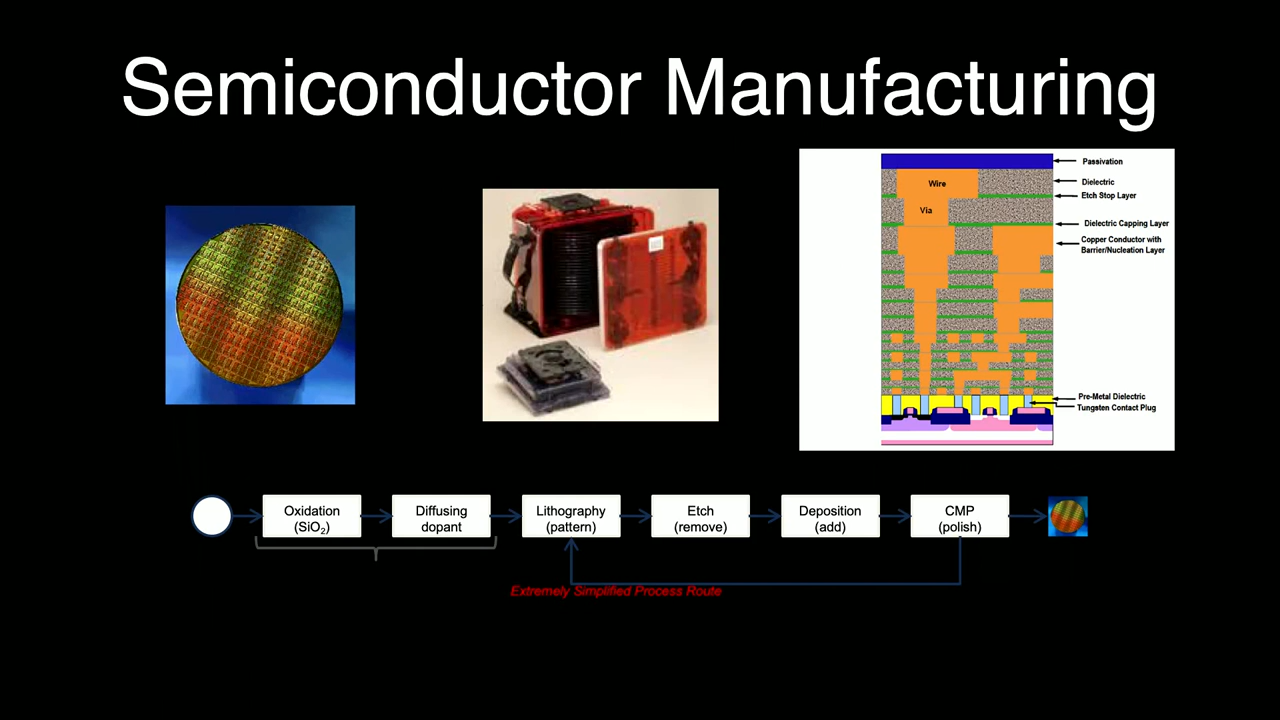 Semiconductor Manufacturing
Passivation
Wire
Dielectric
Etch Stop Layer
Via
Dielectric Capping Layer
Copper Conductor with
Barrier/Nucleation Layer
Pre-Metal Dielectric
Tungsten Contact Plug
Oxidation
(SiO₂)
Diffusing
dopant
Lithography
(pattern)
Etch
(remove)
Deposition
(add)
CMP
(polish)
Extremely Simplified Process Route